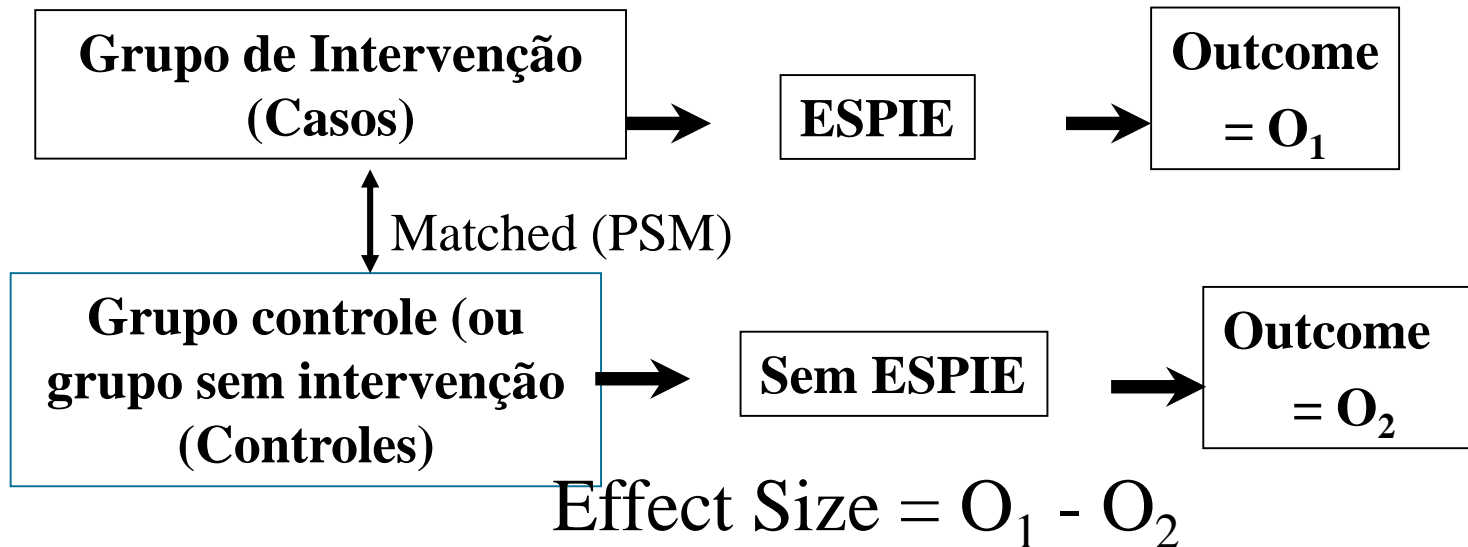 Grupo de Intervenção
(Casos)
ESPIE
Outcome
= O₁
Matched (PSM)
Grupo controle (ou
grupo sem intervenção
(Controles)
Sem ESPIE
Outcome
= O₂
Effect Size = O₁ - O₂